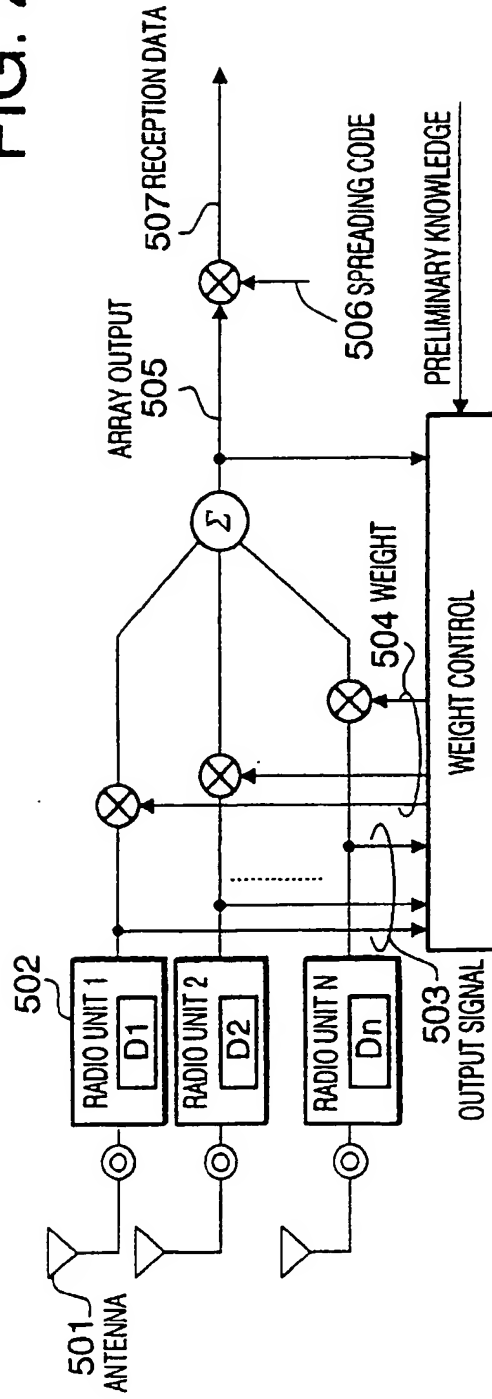 FIG.
507 RECEPTION DATA
ARRAY OUTPUT
505
506 SPREADING CODE
PRELIMINARY KNOWLEDGE
Σ
504 WEIGHT
WEIGHT CONTROL
502
RADIO UNIT 1
D1
RADIO UNIT 2
D2
RADIO UNIT N
Dn
503
OUTPUT SIGNAL
501
ANTENNA